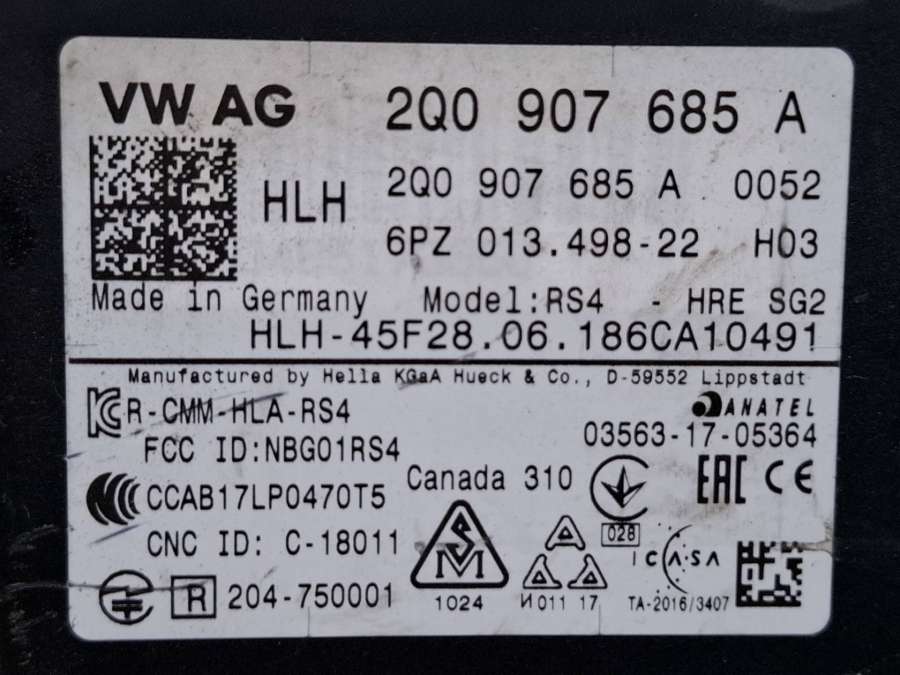 VW AG 2Q0 907 685 A
HLH 2Q0 907 685 A 0052
6PZ 013.498-22 H03
Made in Germany Model:RS4 - HRE SG2
HLH-45F28.06.186CA10491
Manufactured by Hella KGaA Hueck & Co., D-59552 Lippstadt
R-CMM-HLA-RS4
ANATEL
03563-17-05364
FCC ID:NBG01RS4
Canada 310
EAC CE
CCAB17LP0470T5
CNC ID: C-18011
028
SM
ICASA
R 204-750001
1024
И011 17
TA-2016/3407